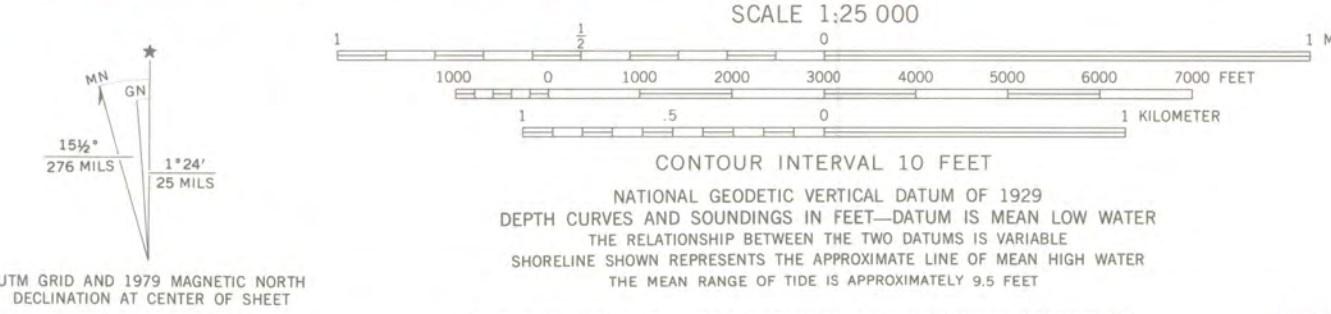 SCALE 1:25 000
1 ½ 0 1
1000 0 1000 2000 3000 4000 5000 6000 7000 FEET
1 .5 0 1 KILOMETER
CONTOUR INTERVAL 10 FEET
NATIONAL GEODETIC VERTICAL DATUM OF 1929
DEPTH CURVES AND SOUNDINGS IN FEET—DATUM IS MEAN LOW WATER
THE RELATIONSHIP BETWEEN THE TWO DATUMS IS VARIABLE
SHORELINE SHOWN REPRESENTS THE APPROXIMATE LINE OF MEAN HIGH WATER
THE MEAN RANGE OF TIDE IS APPROXIMATELY 9.5 FEET
★
MN
GN
15½°
276 MILS
1°24′
25 MILS
UTM GRID AND 1979 MAGNETIC NORTH
DECLINATION AT CENTER OF SHEET